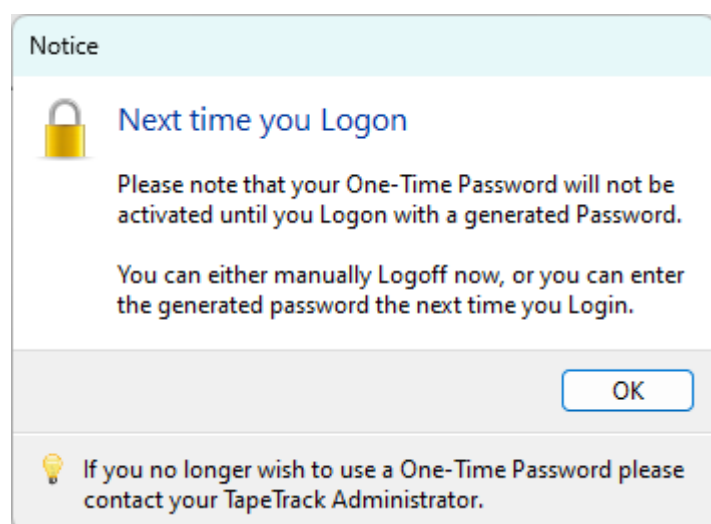 Notice
Next time you Logon
Please note that your One-Time Password will not be
activated until you Logon with a generated Password.
You can either manually Logoff now, or you can enter
the generated password the next time you Login.
OK
If you no longer wish to use a One-Time Password please
contact your TapeTrack Administrator.